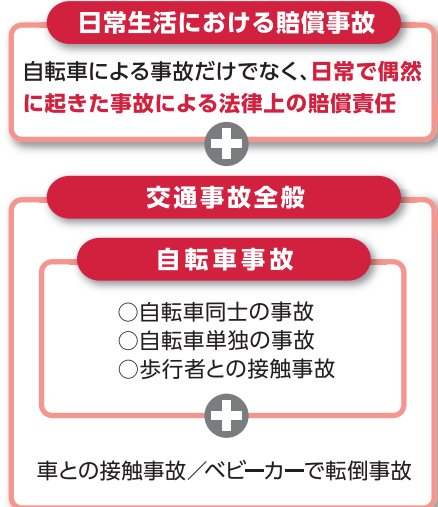 日常生活における賠償事故
自転車による事故だけでなく、日常で偶然
に起きた事故による法律上の賠償責任
交通事故全般
自転車事故
○自転車同士の事故
○自転車単独の事故
○歩行者との接触事故
車との接触事故／ベビーカーで転倒事故